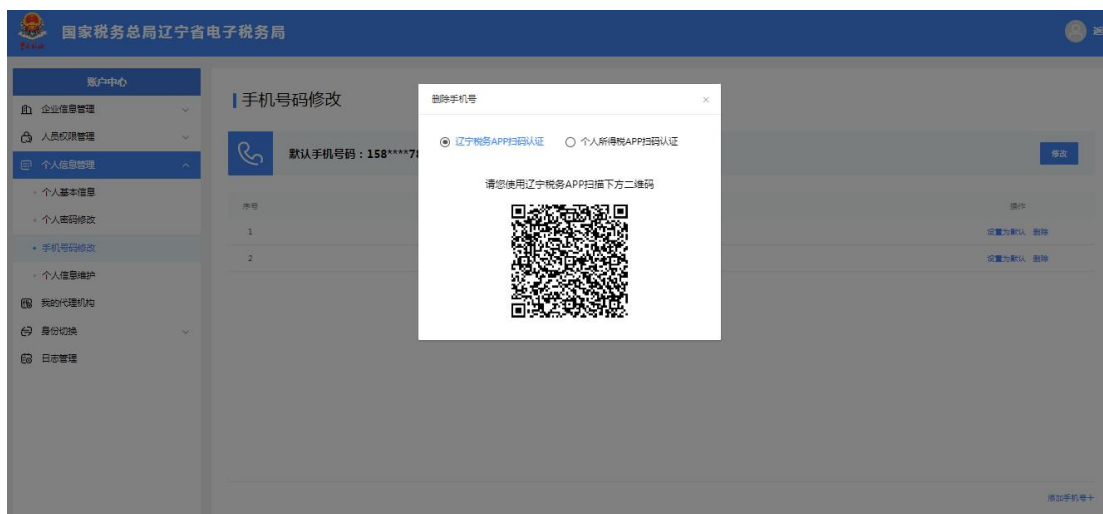 国家税务总局辽宁省电子税务局
账户中心
企业信息管理
人员权限管理
个人信息管理
个人基本信息
个人密码修改
手机号码修改
个人信息维护
我的代理机构
身份切换
日志管理
手机号码修改
默认手机号码：158****78
修改
序号
操作
1
设置为默认 删除
2
设置为默认 删除
添加手机号+
删除手机号
×
辽宁税务APP扫码认证 个人所得税APP扫码认证
请您使用辽宁税务APP扫描下方二维码